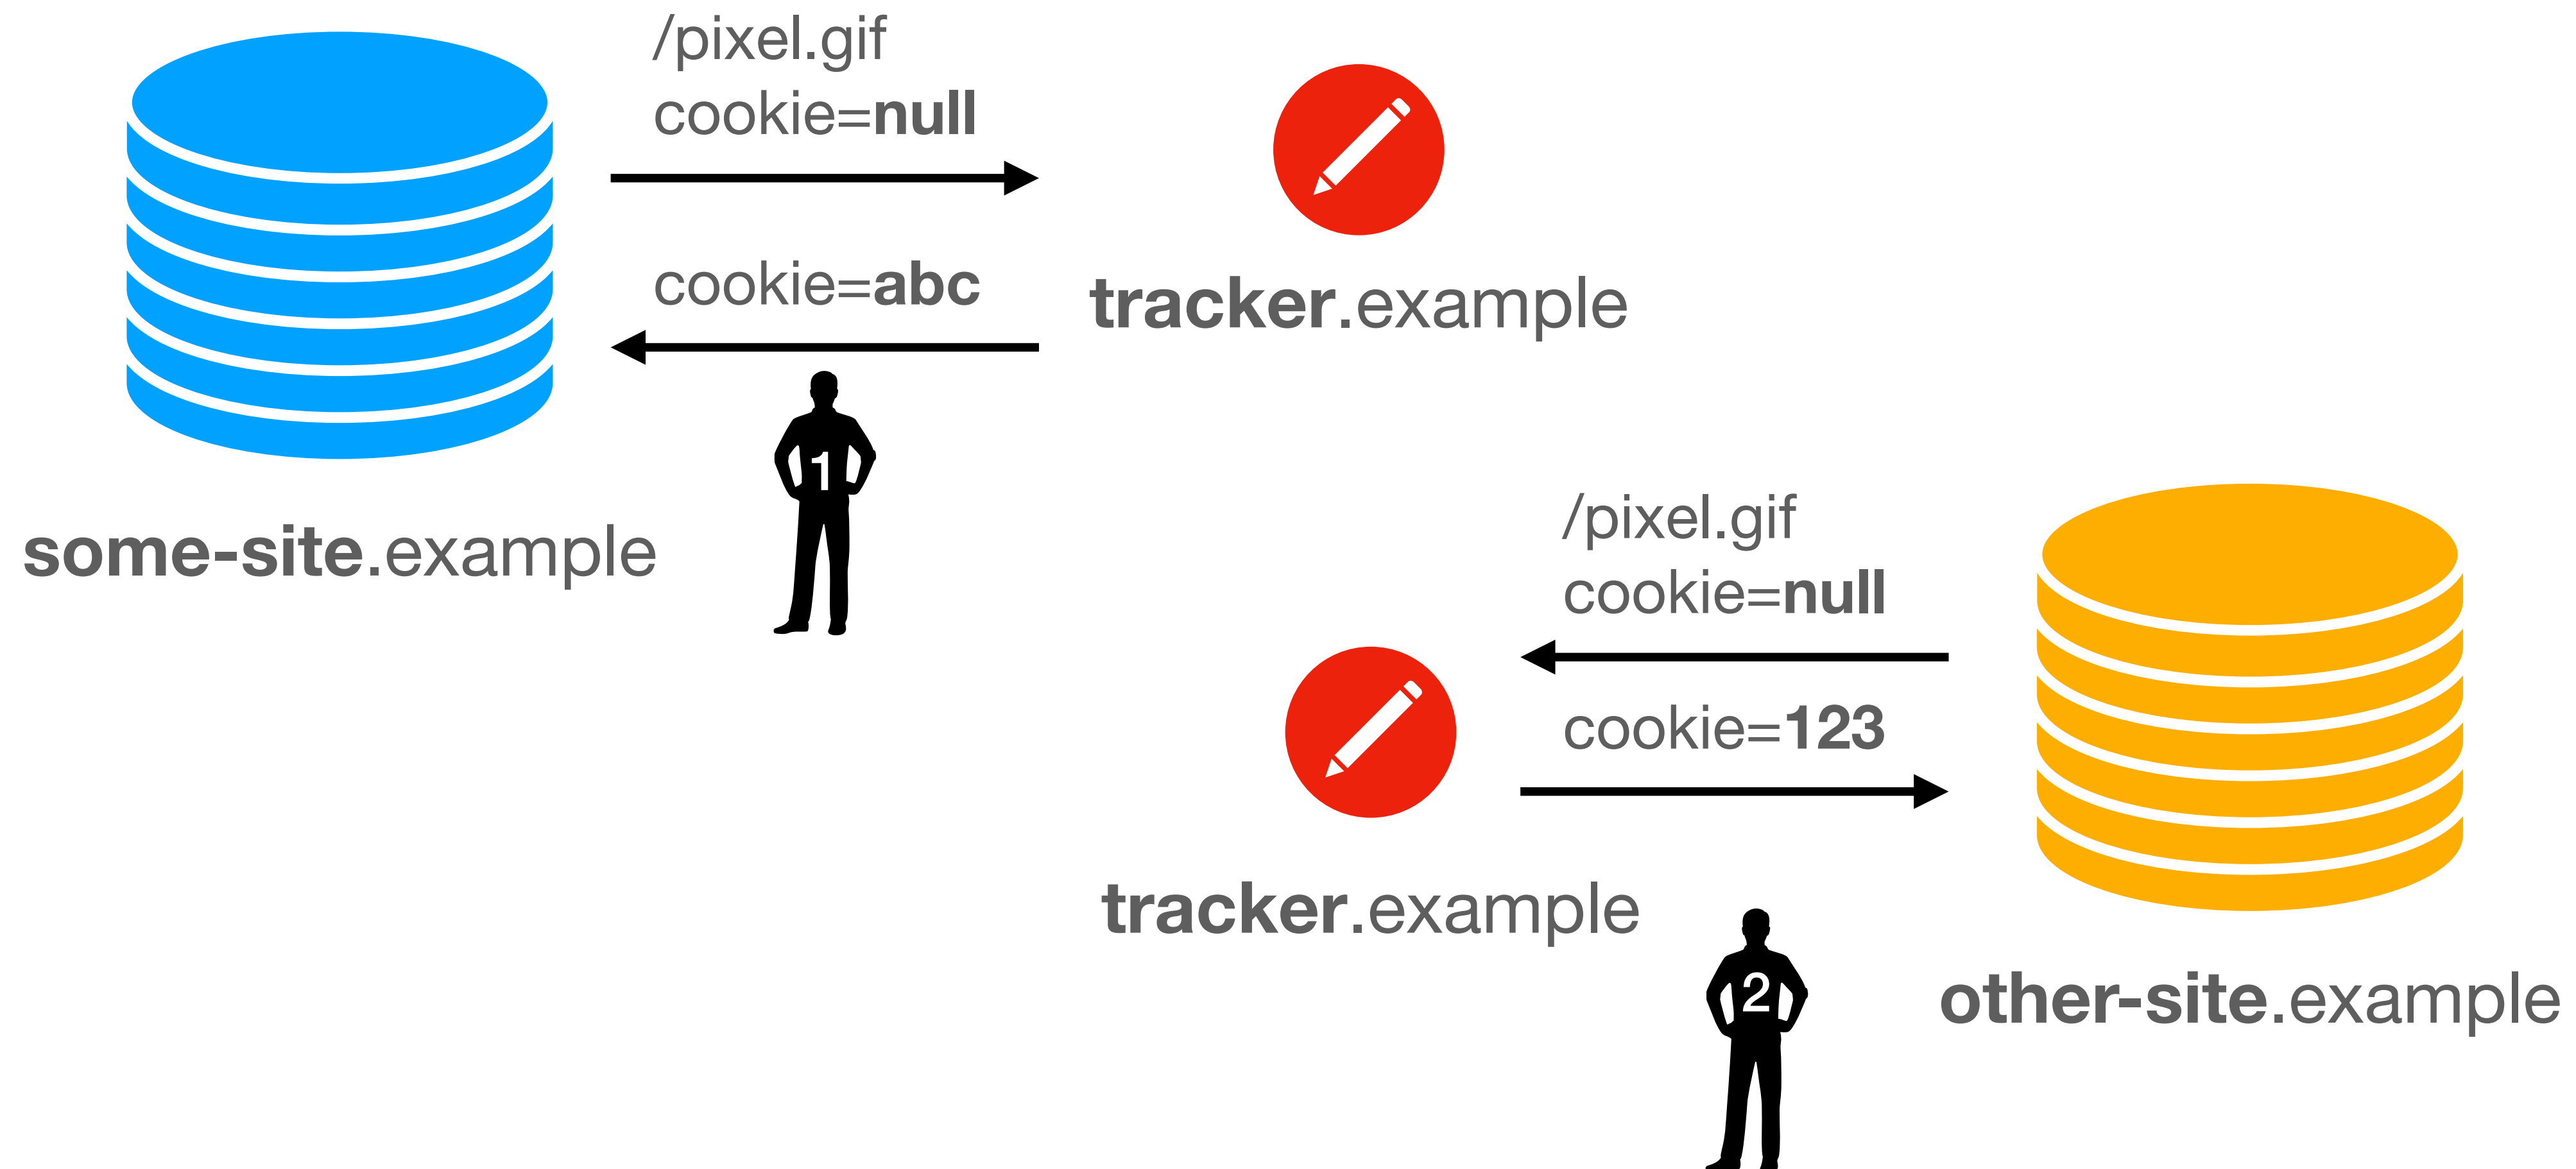 /pixel.gif
cookie=null
cookie=abc
tracker.example
1
some-site.example
/pixel.gif
cookie=null
cookie=123
tracker.example
2
other-site.example